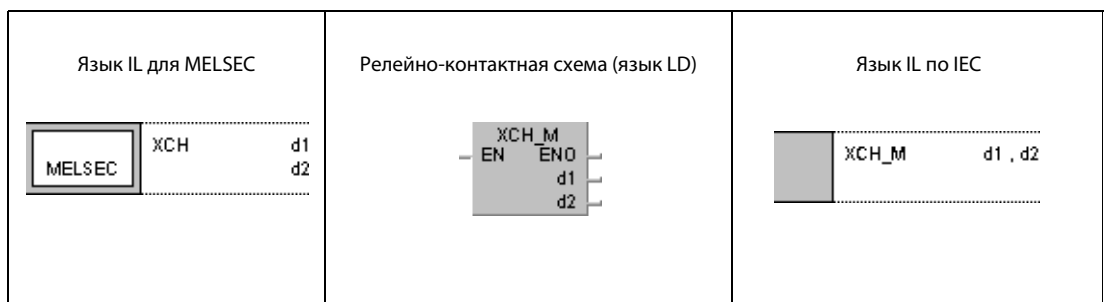 Язык IL для MELSEC
MELSEC
XCH d1
d2
Релейно-контактная схема (язык LD)
XCH_M
EN ENO
d1
d2
Язык IL по IEC
XCH_M d1 , d2